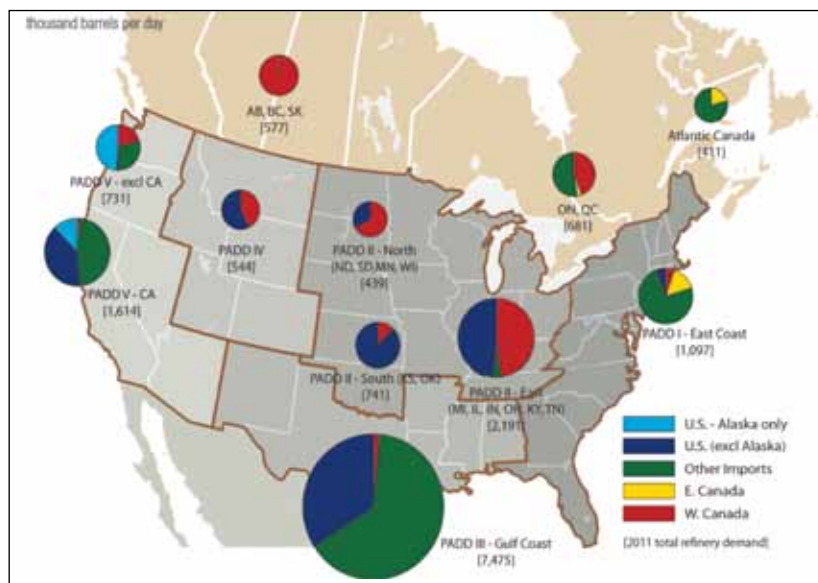 thousand barrels per day
AB, BC, SK
[577]
Atlantic Canada
[411]
PADD V - excl CA
[731]
ON, QC
[681]
PADD IV
[544]
PADD II - North
(ND, SD,MN, WI)
[439]
PADD V - CA
[1,614]
PADD I - East Coast
[1,097]
PADD II - South (KS, OK)
[741]
PADD II - East
(MI, IL, IN, OH, KY, TN)
[2,191]
PADD III - Gulf Coast
[7,475]
U.S. - Alaska only
U.S. (excl Alaska)
Other Imports
E. Canada
W. Canada
[2011 total refinery demand]